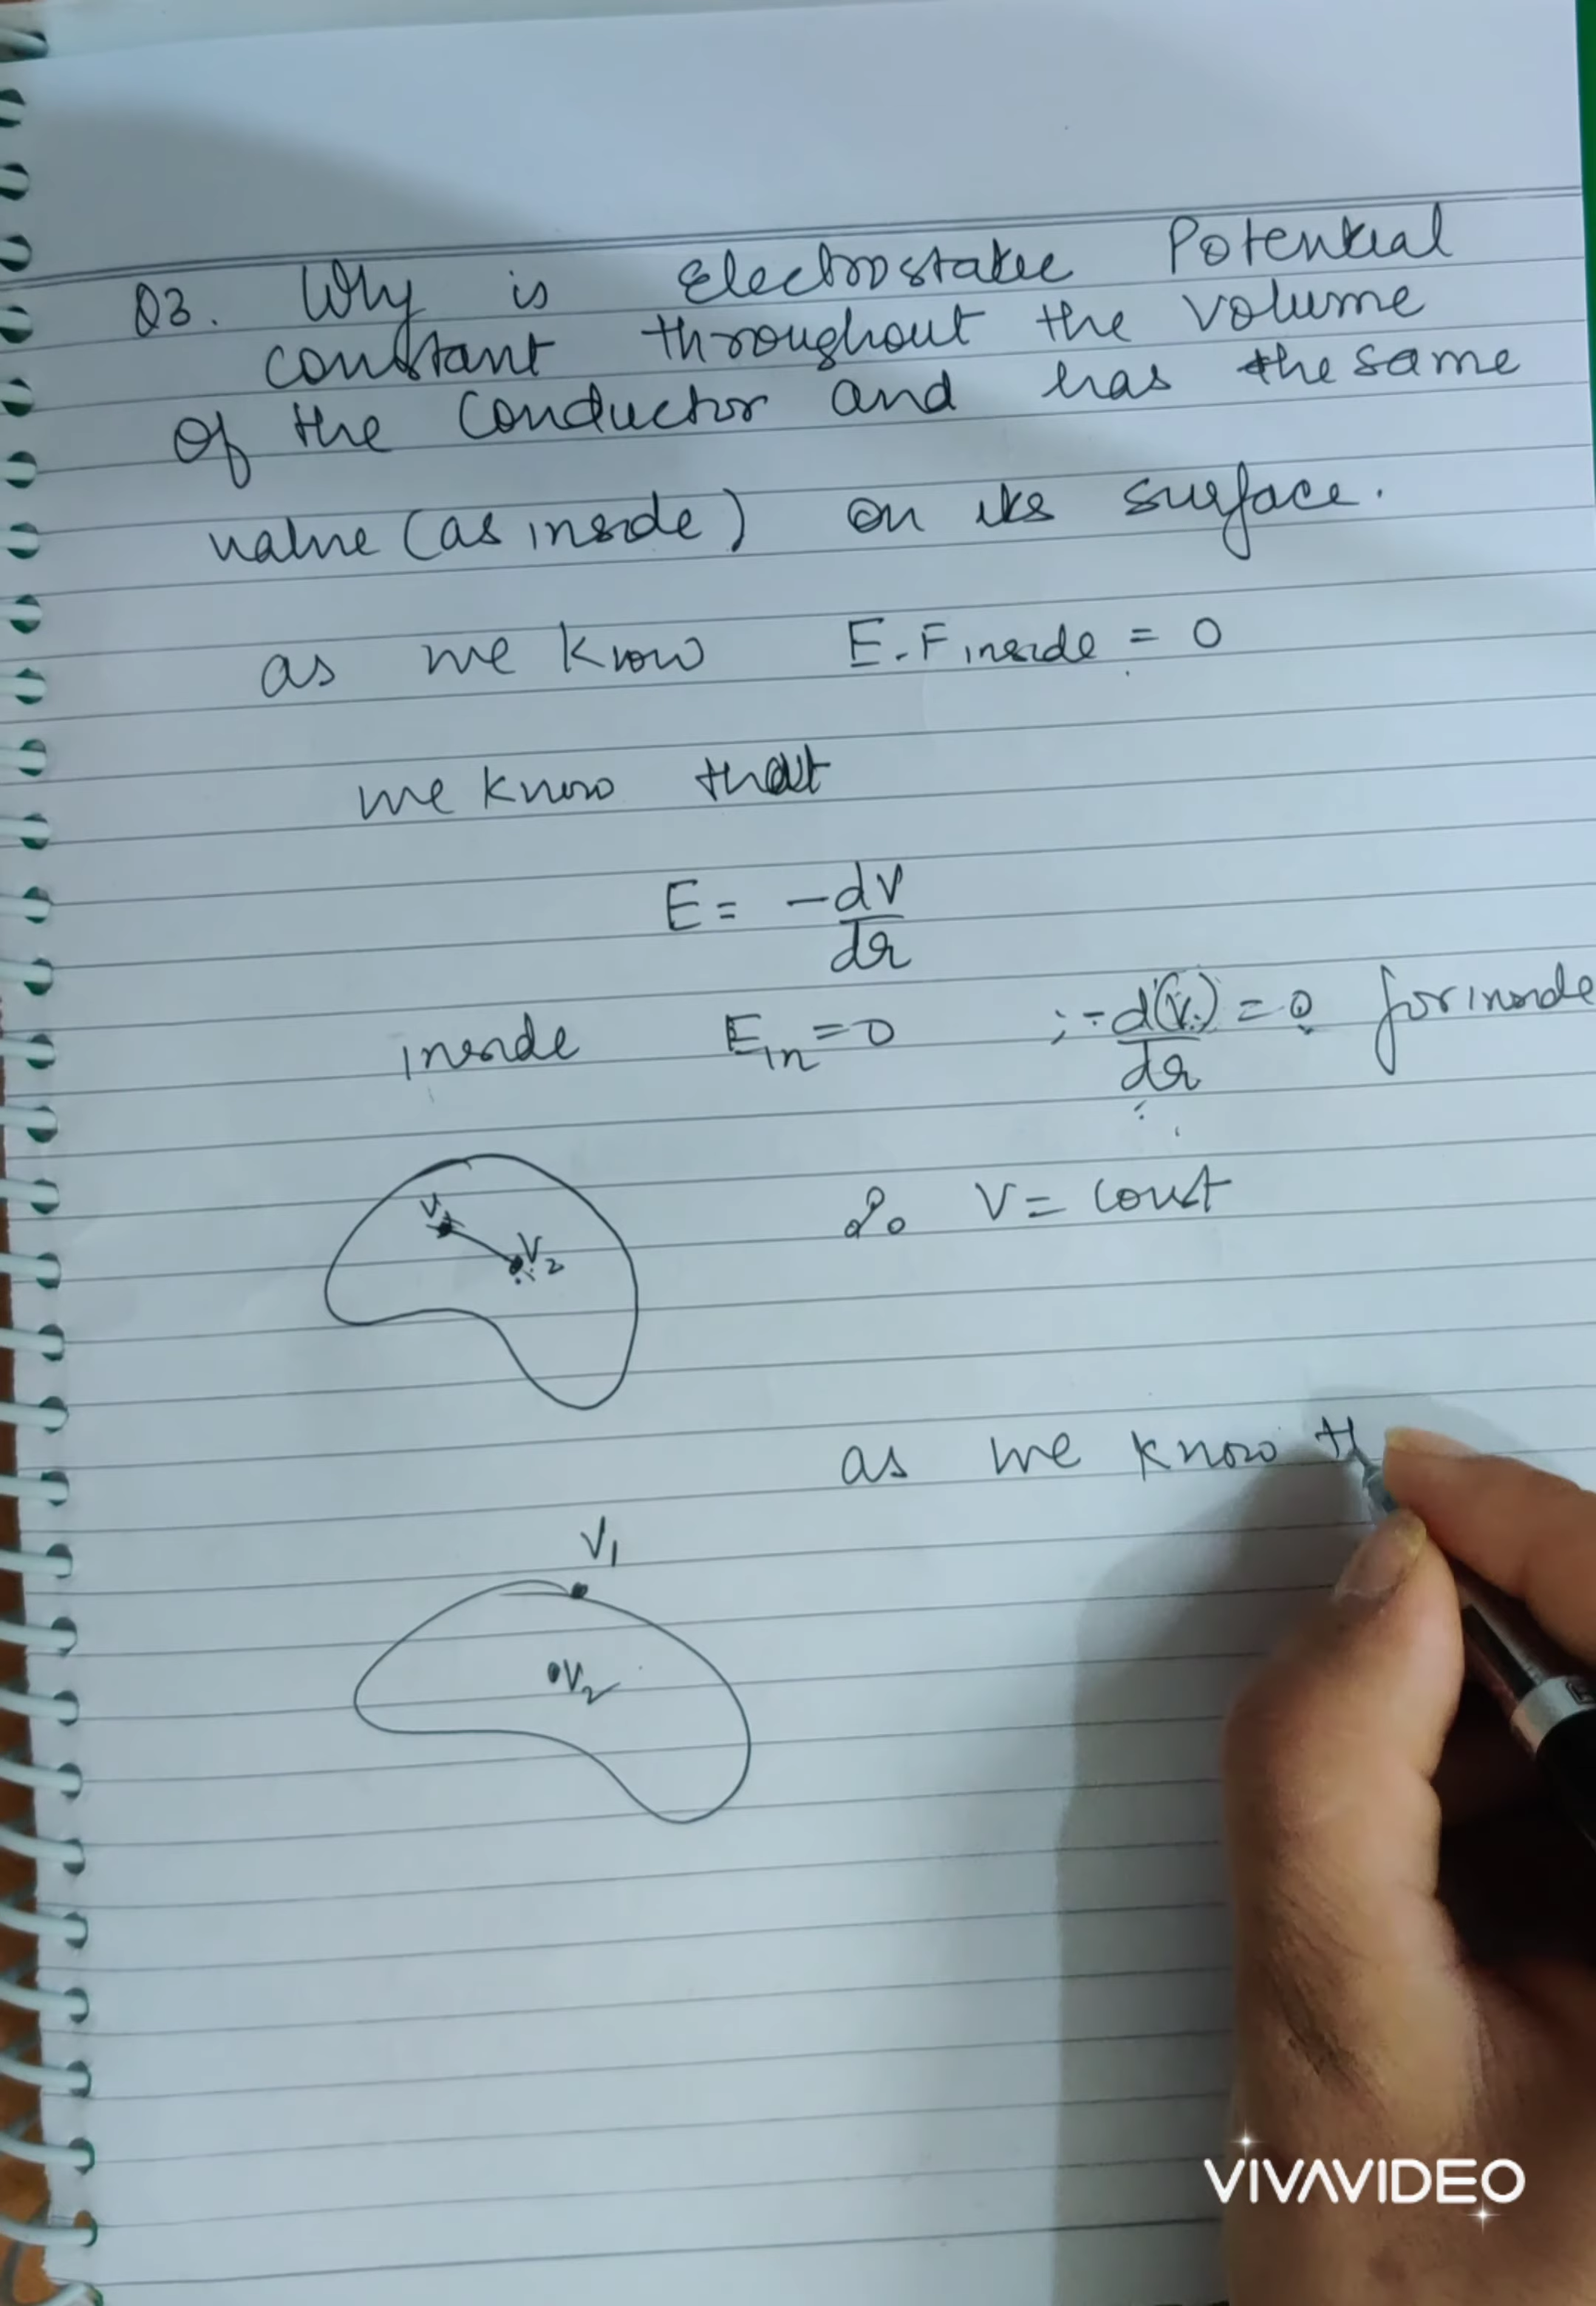 Q3. Why is Electrostatic Potential
constant throughout the volume
of the conductor and has the same
value (as inside) on its surface.
as we know E.F inside = 0
we know that
E = -dV/dr
inside Ein = 0 ; -d(V)/dr = 0 for inside
V1
V2
So V = const
as we know th
V1
V2
VIVAVIDEO